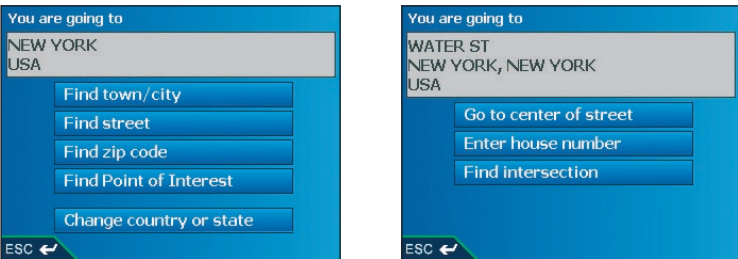 You are going to
NEW YORK
USA
Find town/city
Find street
Find zip code
Find Point of Interest
Change country or state
ESC
You are going to
WATER ST
NEW YORK, NEW YORK
USA
Go to center of street
Enter house number
Find intersection
ESC